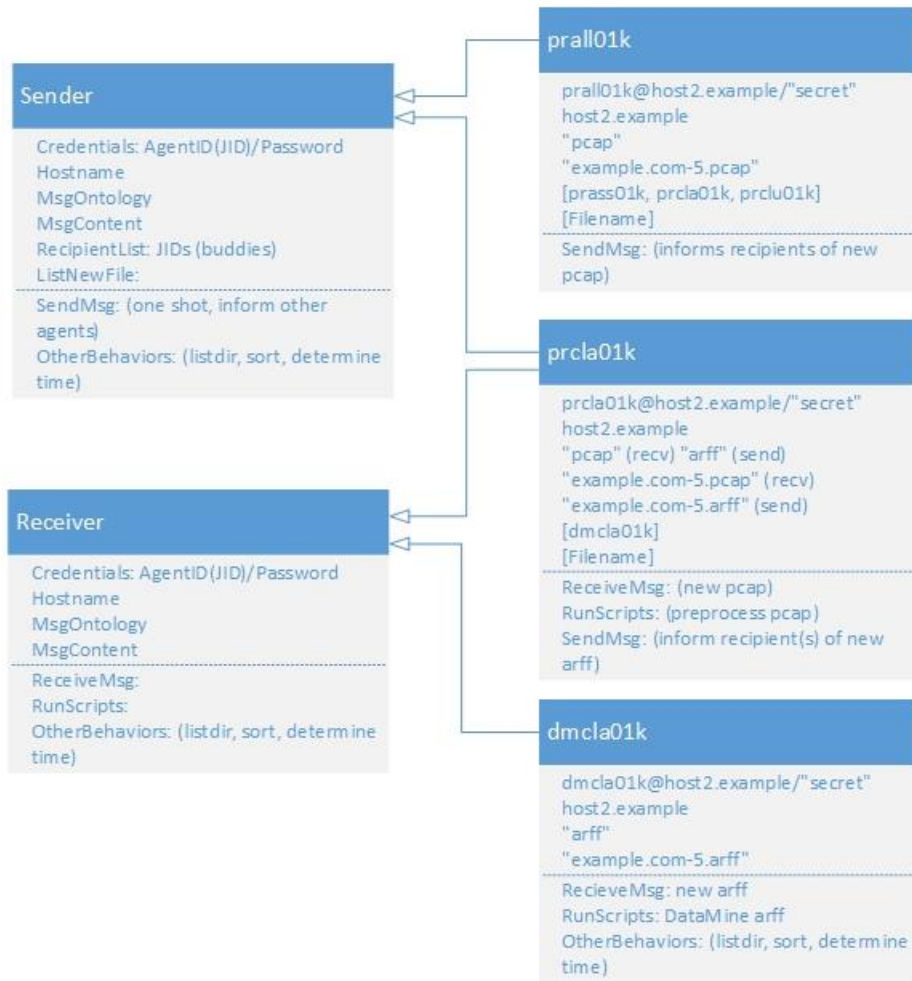 Sender
Credentials: AgentID(JID)/Password
Hostname
MsgOntology
MsgContent
RecipientList: JIDs (buddies)
ListNewFile:
SendMsg: (one shot, inform other
agents)
OtherBehaviors: (listdir, sort, determine
time)
Receiver
Credentials: AgentID(JID)/Password
Hostname
MsgOntology
MsgContent
ReceiveMsg:
RunScripts:
OtherBehaviors: (listdir, sort, determine
time)
prall01k
prall01k@host2.example/"secret"
host2.example
"pcap"
"example.com-5.pcap"
[prass01k, prcla01k, prclu01k]
[Filename]
SendMsg: (informs recipients of new
pcap)
prcla01k
prcla01k@host2.example/"secret"
host2.example
"pcap" (recv) "arff" (send)
"example.com-5.pcap" (recv)
"example.com-5.arff" (send)
[dmcla01k]
[Filename]
ReceiveMsg: (new pcap)
RunScripts: (preprocess pcap)
SendMsg: (inform recipient(s) of new
arff)
dmcla01k
dmcla01k@host2.example/"secret"
host2.example
"arff"
"example.com-5.arff"
RecieveMsg: new arff
RunScripts: DataMine arff
OtherBehaviors: (listdir, sort, determine
time)